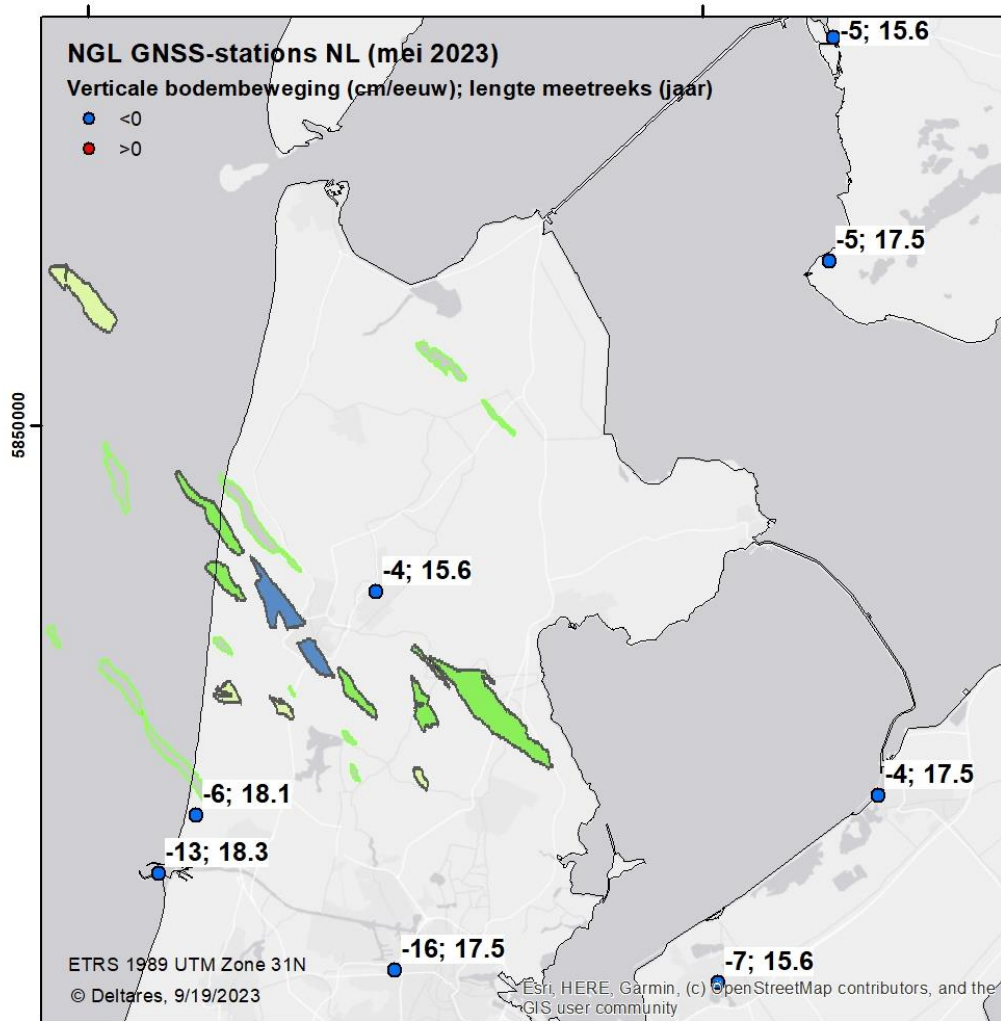 -5; 15.6
NGL GNSS-stations NL (mei 2023)
Verticale bodembeweging (cm/eeuw); lengte meetreeks (jaar)
<0
>0
-5; 17.5
5850000
-4; 15.6
-4; 17.5
-6; 18.1
-13; 18.3
-16; 17.5
-7; 15.6
ETRS 1989 UTM Zone 31N
© Deltares, 9/19/2023
Esri, HERE, Garmin, (c) OpenStreetMap contributors, and the
GIS user community